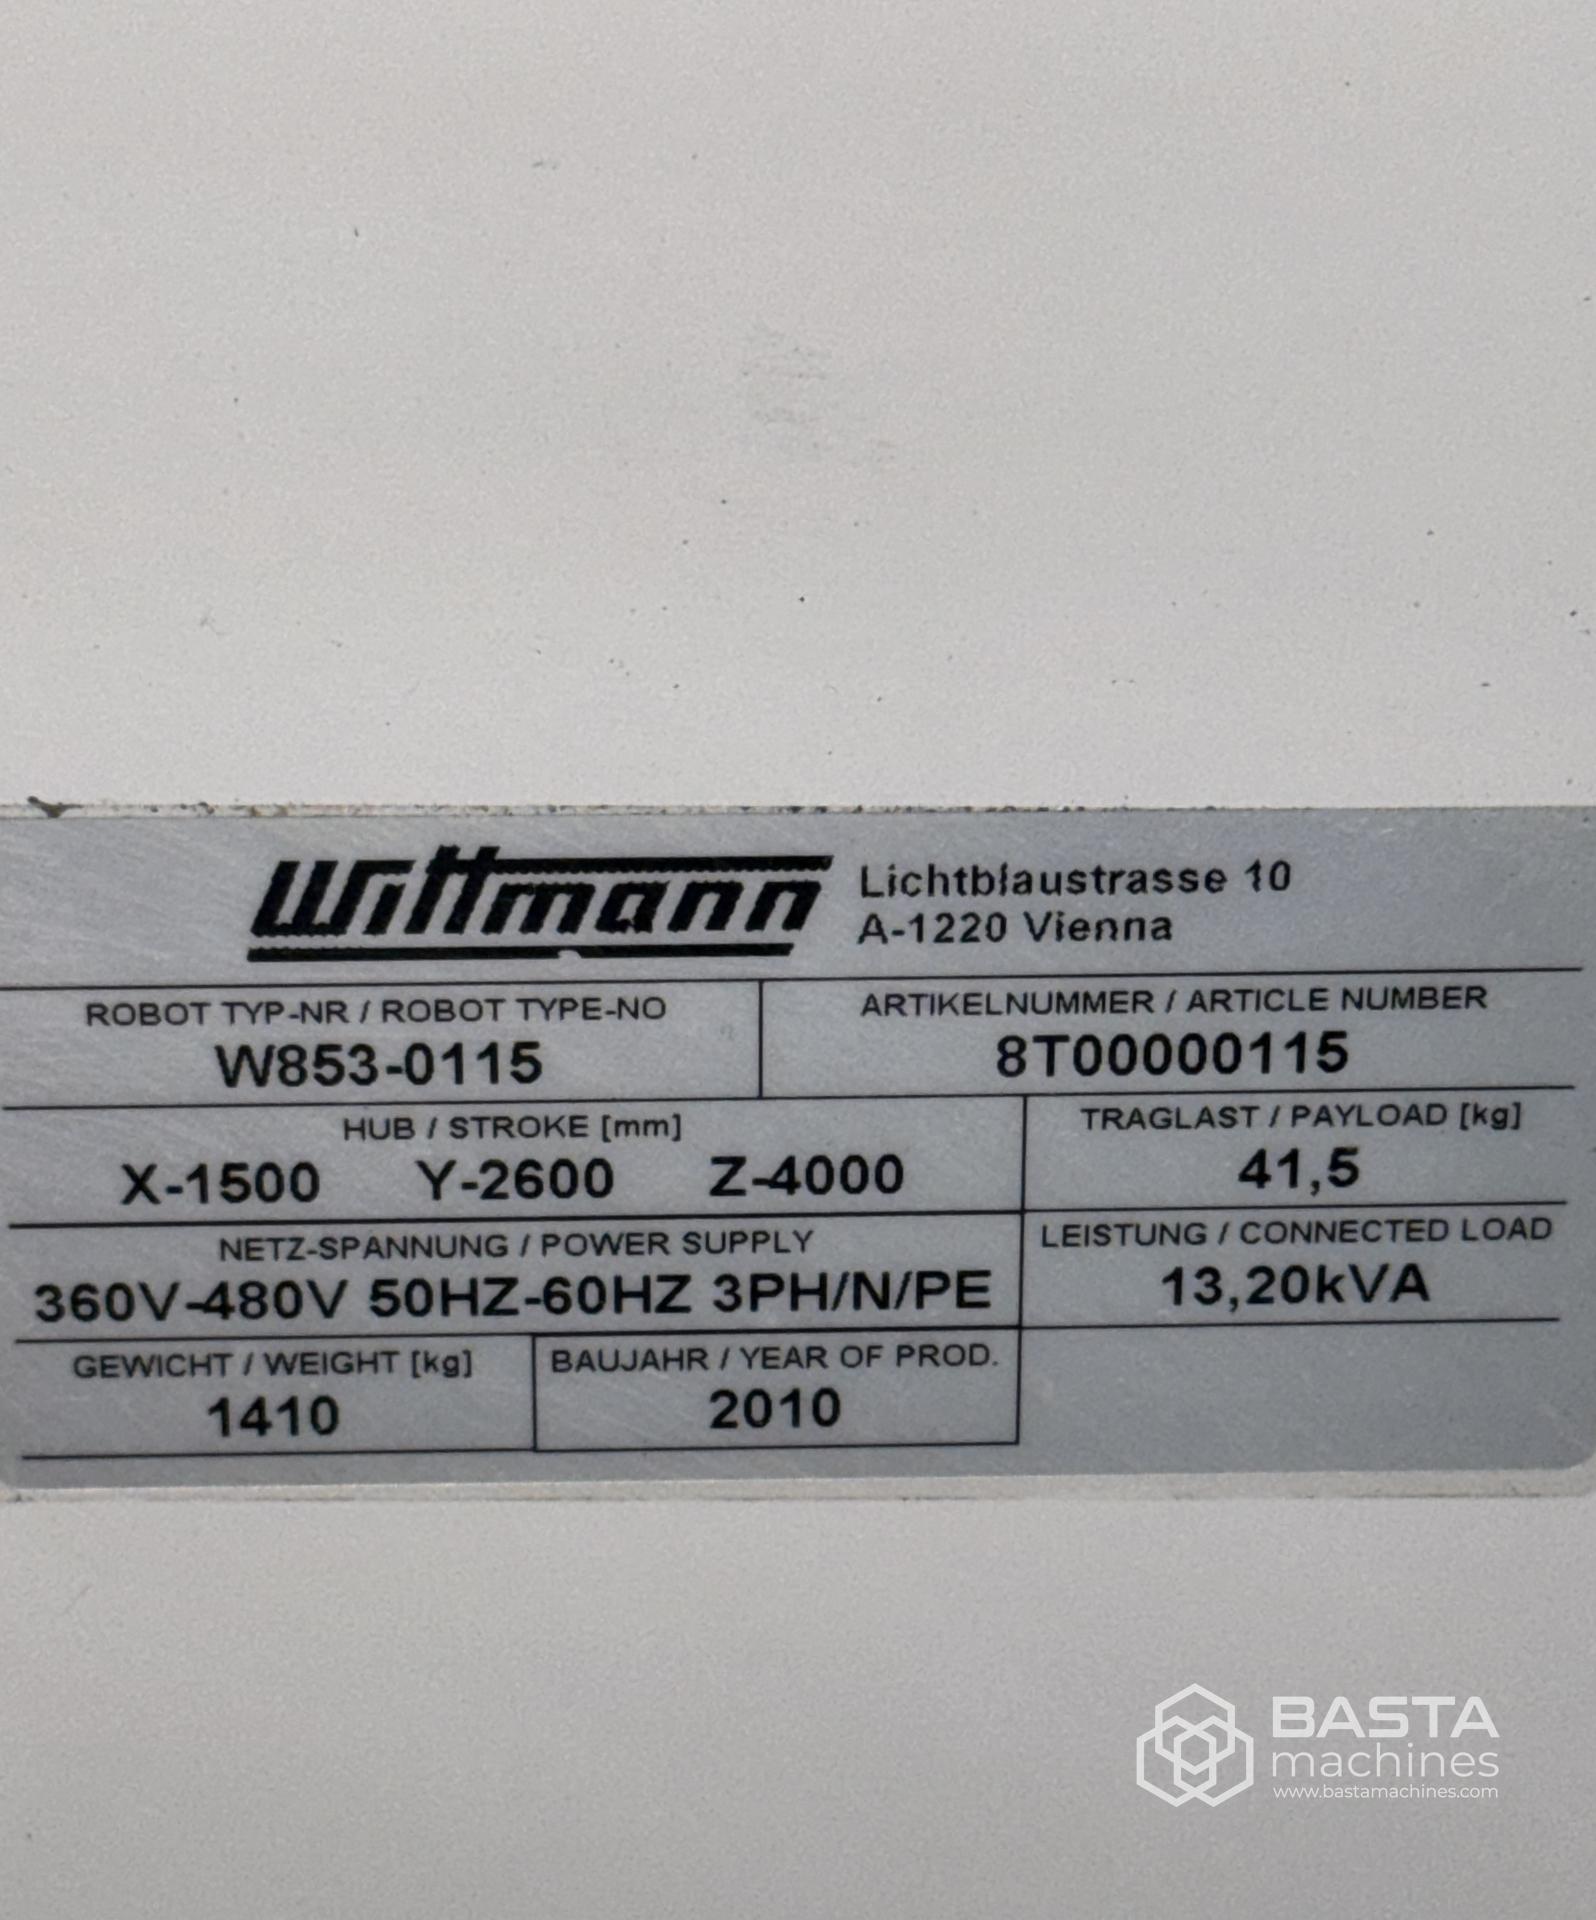 Wittmann
Lichtblaustrasse 10
A-1220 Vienna
ROBOT TYP-NR / ROBOT TYPE-NO
W853-0115
ARTIKELNUMMER / ARTICLE NUMBER
8T00000115
HUB / STROKE [mm]
X-1500 Y-2600 Z-4000
TRAGLAST / PAYLOAD [kg]
41,5
NETZ-SPANNUNG / POWER SUPPLY
360V-480V 50HZ-60HZ 3PH/N/PE
LEISTUNG / CONNECTED LOAD
13,20kVA
GEWICHT / WEIGHT [kg]
1410
BAUJAHR / YEAR OF PROD.
2010
BASTA
machines
www.bastamachines.com